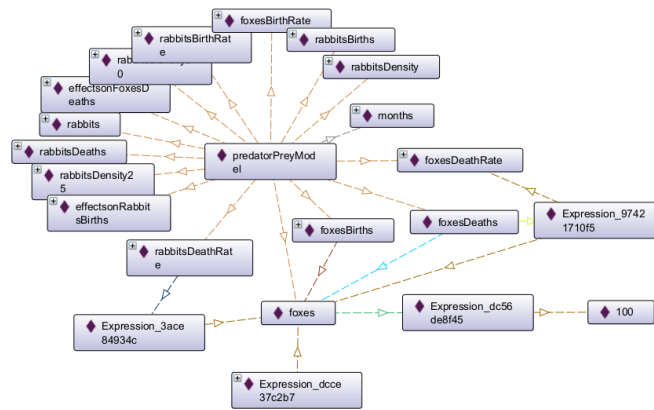 foxesBirthRate
rabbitsBirthRat
e
rabbitsBirths
rabbitsDensity
0
effectsonFoxesD
eaths
months
rabbits
rabbitsDeaths
predatorPreyMod
el
foxesDeathRate
rabbitsDensity2
5
effectsonRabbit
sBirths
foxesBirths
foxesDeaths
Expression_9742
1710f5
rabbitsDeathRat
e
Expression_3ace
84934c
foxes
Expression_dc56
de8f45
100
Expression_dcce
37c2b7